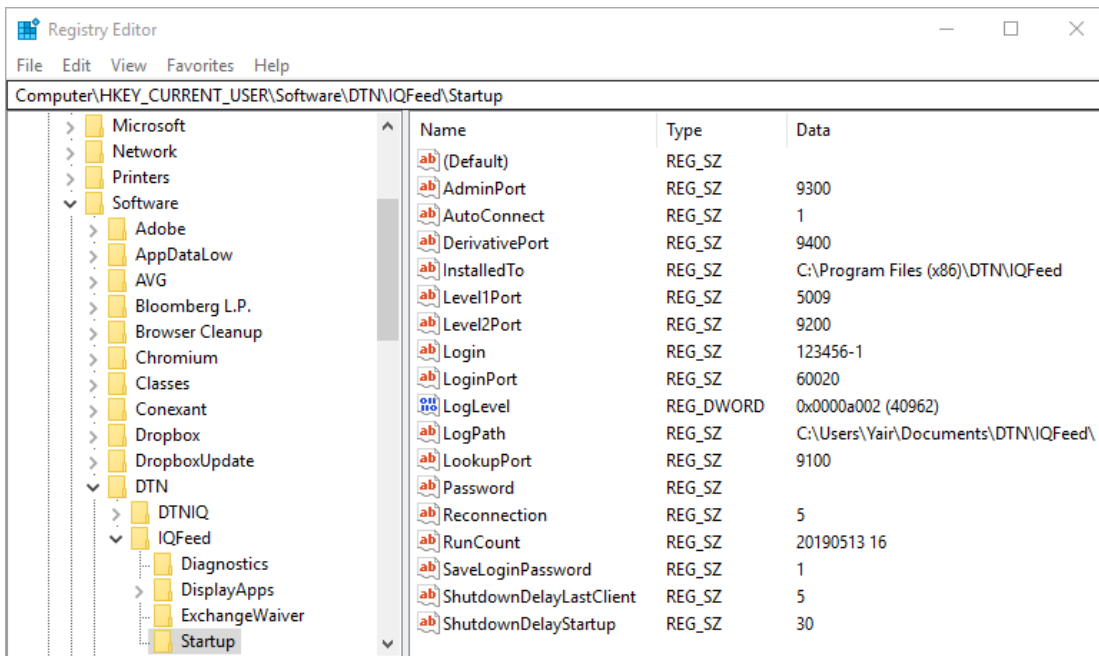 Registry Editor
File Edit View Favorites Help
Computer\HKEY_CURRENT_USER\Software\DTN\IQFeed\Startup
Microsoft
Network
Printers
Software
Adobe
AppDataLow
AVG
Bloomberg L.P.
Browser Cleanup
Chromium
Classes
Conexant
Dropbox
DropboxUpdate
DTN
DTNIQ
IQFeed
Diagnostics
DisplayApps
ExchangeWaiver
Startup
Name Type Data
(Default) REG_SZ
AdminPort REG_SZ 9300
AutoConnect REG_SZ 1
DerivativePort REG_SZ 9400
InstalledTo REG_SZ C:\Program Files (x86)\DTN\IQFeed
Level1Port REG_SZ 5009
Level2Port REG_SZ 9200
Login REG_SZ 123456-1
LoginPort REG_SZ 60020
LogLevel REG_DWORD 0x0000a002 (40962)
LogPath REG_SZ C:\Users\Yair\Documents\DTN\IQFeed\
LookupPort REG_SZ 9100
Password REG_SZ
Reconnection REG_SZ 5
RunCount REG_SZ 20190513 16
SaveLoginPassword REG_SZ 1
ShutdownDelayLastClient REG_SZ 5
ShutdownDelayStartup REG_SZ 30